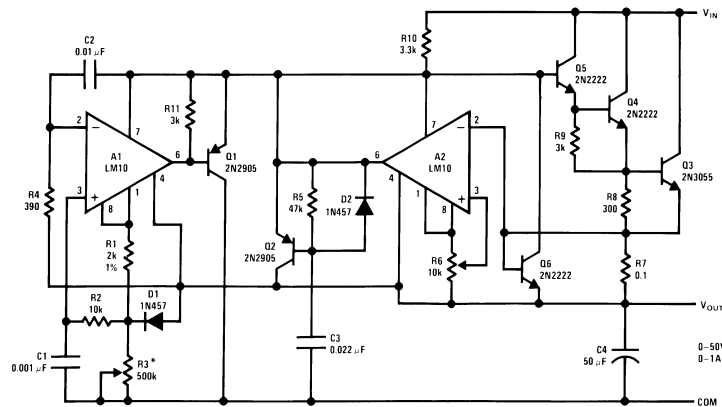 C2
0.01 μF
R10
3.3k
VIN
Q5
2N2222
Q4
2N2222
R11
3k
2
−
7
A1
LM10
6
4
3
+
1
8
Q1
2N2905
R4
390
7
2
−
6
A2
LM10
4
3
+
1
8
R9
3k
Q3
2N3055
R5
47k
D2
1N457
R8
300
R1
2k
1%
Q2
2N2905
R6
10k
Q6
2N2222
R7
0.1
R2
10k
D1
1N457
VOUT
C1
0.001 μF
R3*
500k
C3
0.022 μF
C4
50 μF
0–50V
0–1A
COM